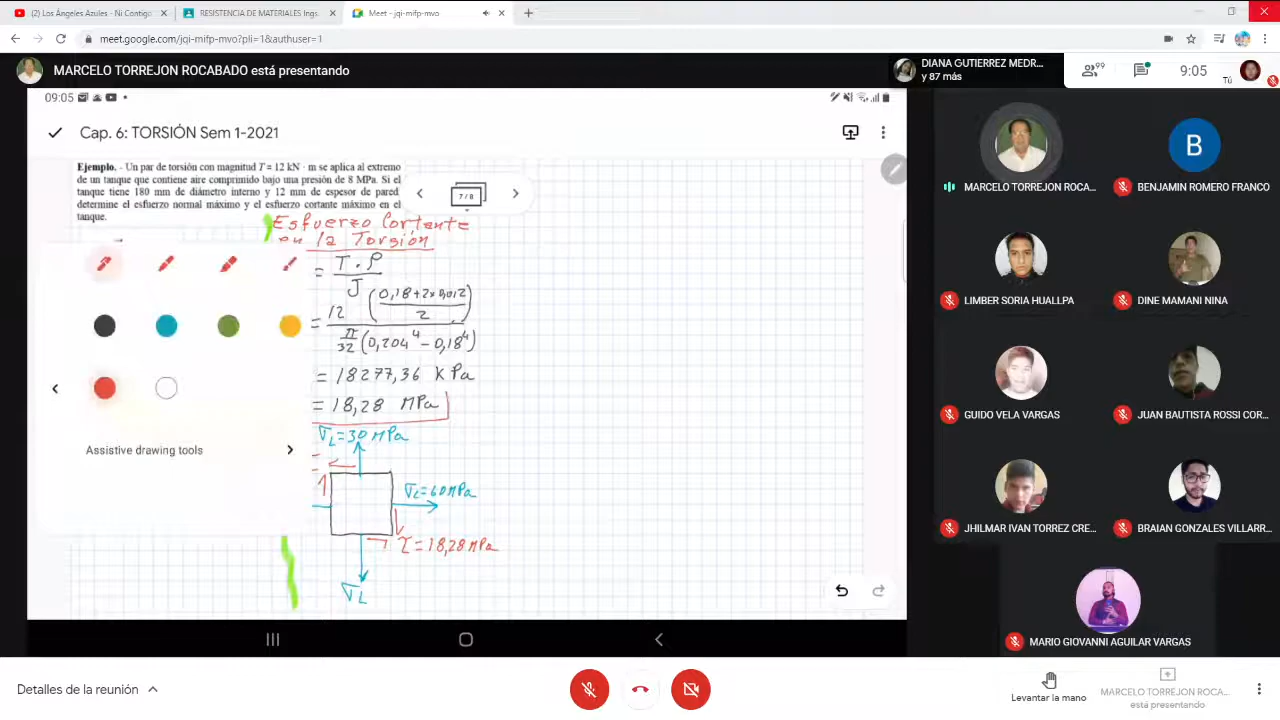 (2) Los Ángeles Azules - Ni Contigo
RESISTENCIA DE MATERIALES Ings.
Meet - jqi-mifp-mvo
meet.google.com/jqi-mifp-mvo?pli=1&authuser=1
MARCELO TORREJON ROCABADO está presentando
DIANA GUTIERREZ MEDR...
y 87 más
99
9:05
Tú
09:05
Cap. 6: TORSIÓN Sem 1-2021
Ejemplo. - Un par de torsión con magnitud T = 12 kN · m se aplica al extremo
de un tanque que contiene aire comprimido bajo una presión de 8 MPa. Si el
tanque tiene 180 mm de diámetro interno y 12 mm de espesor de pared
determine el esfuerzo normal máximo y el esfuerzo cortante máximo en el
tanque.
7 / 8
Esfuerzo Cortante
en la Torsión
= T·ρ / J
= 12 ((0,18+2×0,012)/2) / (π/32 (0,204⁴ - 0,18⁴))
= 18277,36 KPa
= 18,28 MPa
σL=30 MPa
σc=60MPa
τ=18,28 MPa
σL
Assistive drawing tools
MARCELO TORREJON ROCA...
B
BENJAMIN ROMERO FRANCO
LIMBER SORIA HUALLPA
DINE MAMANI NINA
GUIDO VELA VARGAS
JUAN BAUTISTA ROSSI COR...
JHILMAR IVAN TORREZ CRE...
BRAIAN GONZALES VILLARR...
MARIO GIOVANNI AGUILAR VARGAS
Detalles de la reunión
Levantar la mano
MARCELO TORREJON ROCA...
está presentando